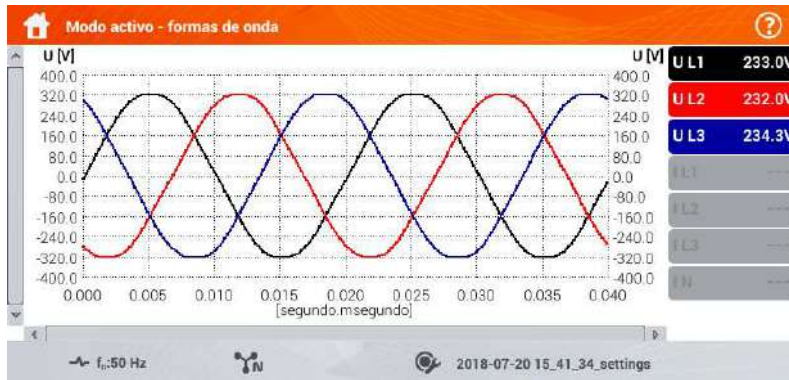 Modo activo - formas de onda
?
U [V]
U [V]
400.0
320.0
240.0
160.0
80.0
0.0
-80.0
-160.0
-240.0
-320.0
-400.0
400.0
320.0
240.0
160.0
80.0
0.0
-80.0
-160.0
-240.0
-320.0
-400.0
0.000 0.005 0.010 0.015 0.020 0.025 0.030 0.035 0.040
[segundo.msegundo]
U L1 233.0V
U L2 232.0V
U L3 234.3V
I L1 ---
I L2 ---
I L3 ---
I N ---
fn:50 Hz
N
2018-07-20 15_41_34_settings